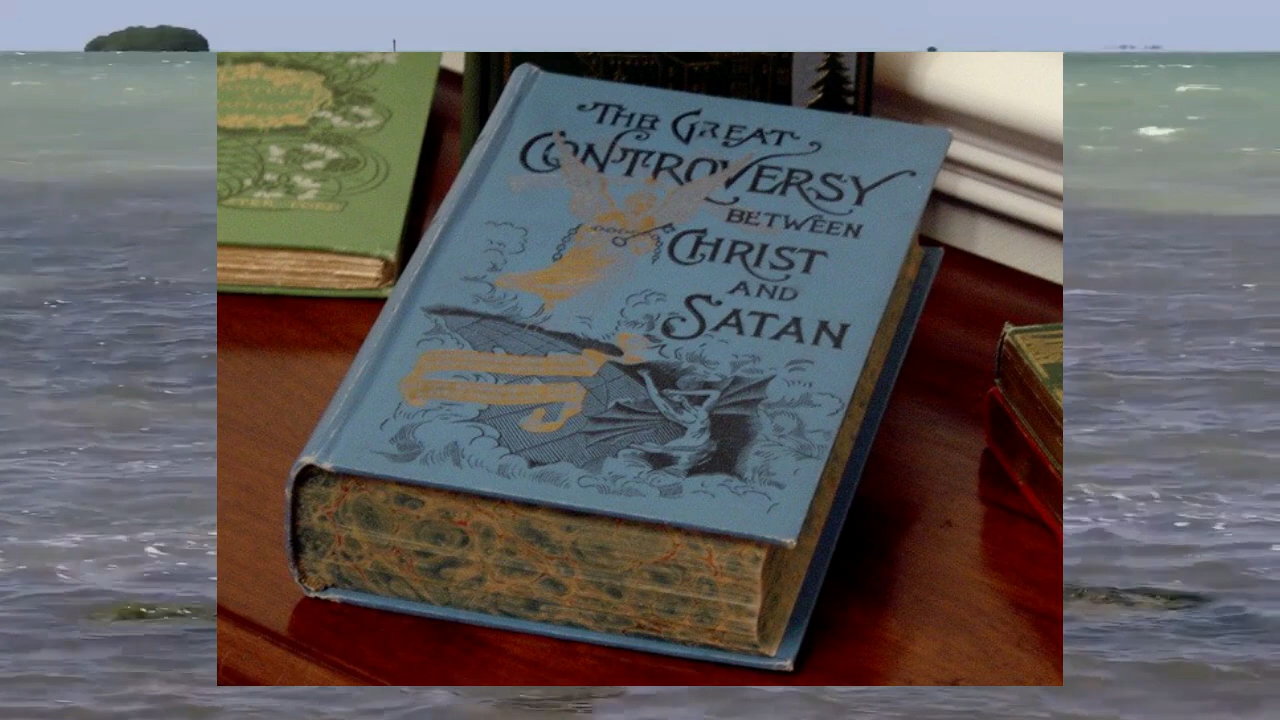 THE GREAT
CONTROVERSY
BETWEEN
CHRIST
AND
SATAN